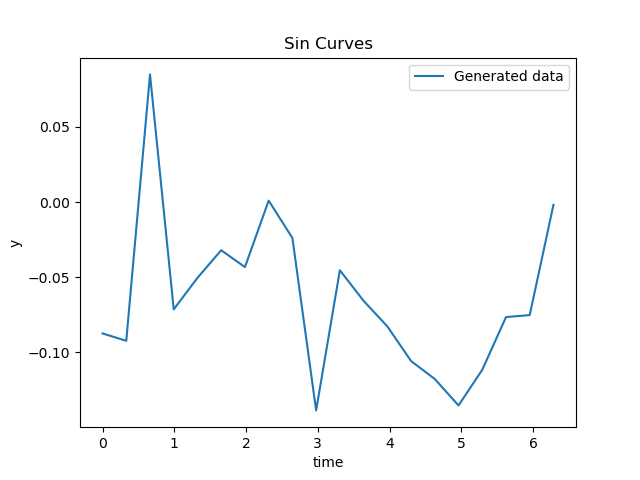 Sin Curves
Generated data
0.05
0.00
−0.05
−0.10
y
0 1 2 3 4 5 6
time